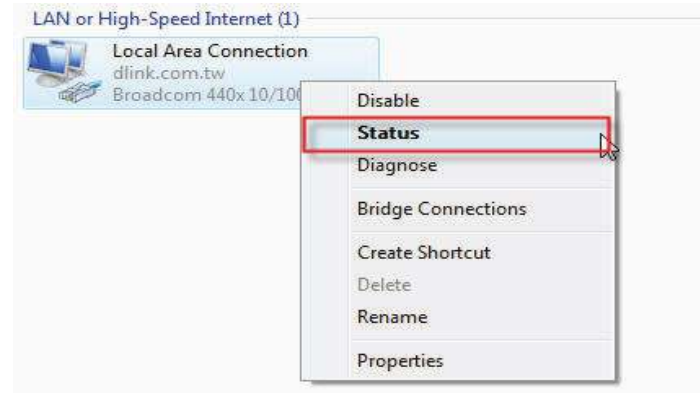 LAN or High-Speed Internet (1)
Local Area Connection
dlink.com.tw
Broadcom 440x 10/100
Disable
Status
Diagnose
Bridge Connections
Create Shortcut
Delete
Rename
Properties